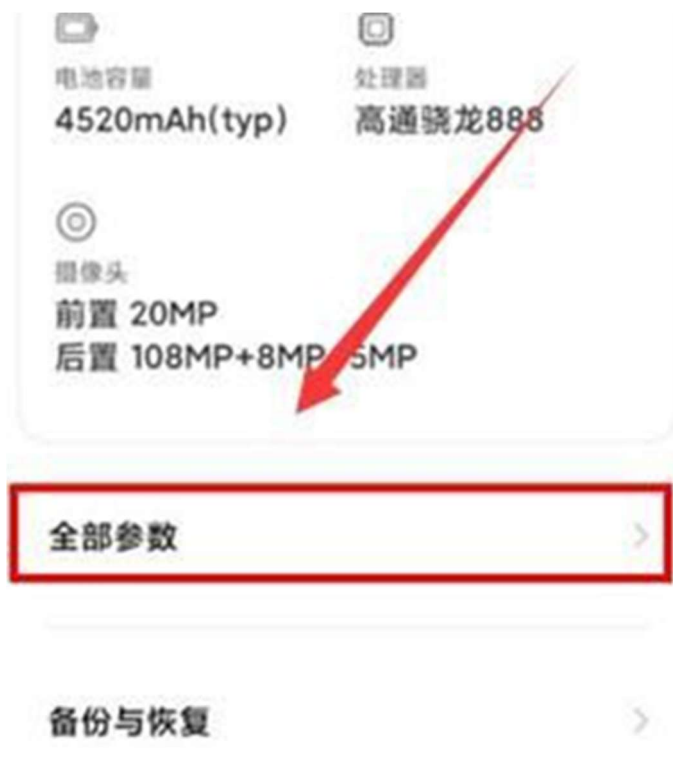 电池容量
处理器
4520mAh(typ)
高通骁龙888
摄像头
前置 20MP
后置 108MP+8MP 5MP
全部参数
备份与恢复